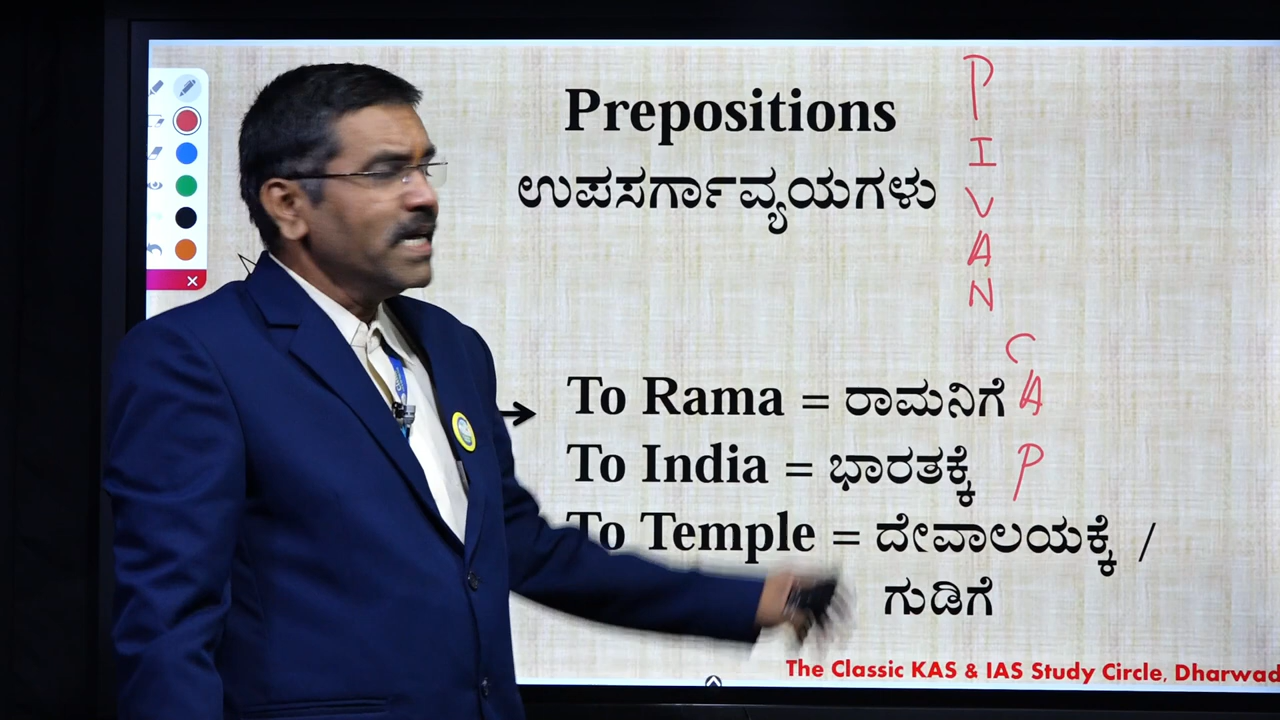 Prepositions
ಉಪಸರ್ಗಾವ್ಯಯಗಳು
P
I
V
A
N
C
A
P
To Rama = ರಾಮನಿಗೆ
To India = ಭಾರತಕ್ಕೆ
To Temple = ದೇವಾಲಯಕ್ಕೆ /
ಗುಡಿಗೆ
The Classic KAS & IAS Study Circle, Dharwad